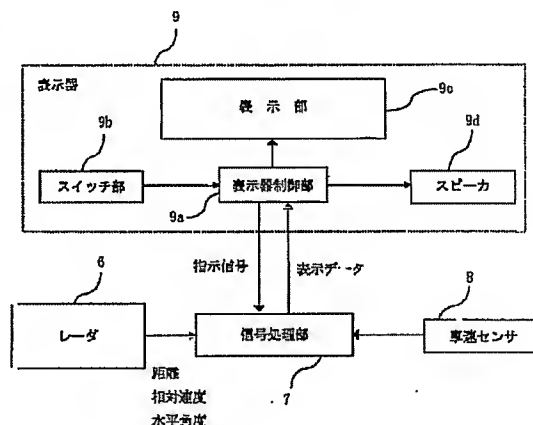 9
表示器
表 示 部
9c
9b
9d
スイッチ部
表示器制御部
スピーカ
9a
指示信号
表示データ
6
8
レーダ
信号処理部
車速センサ
距離
相対速度
水平角度
7